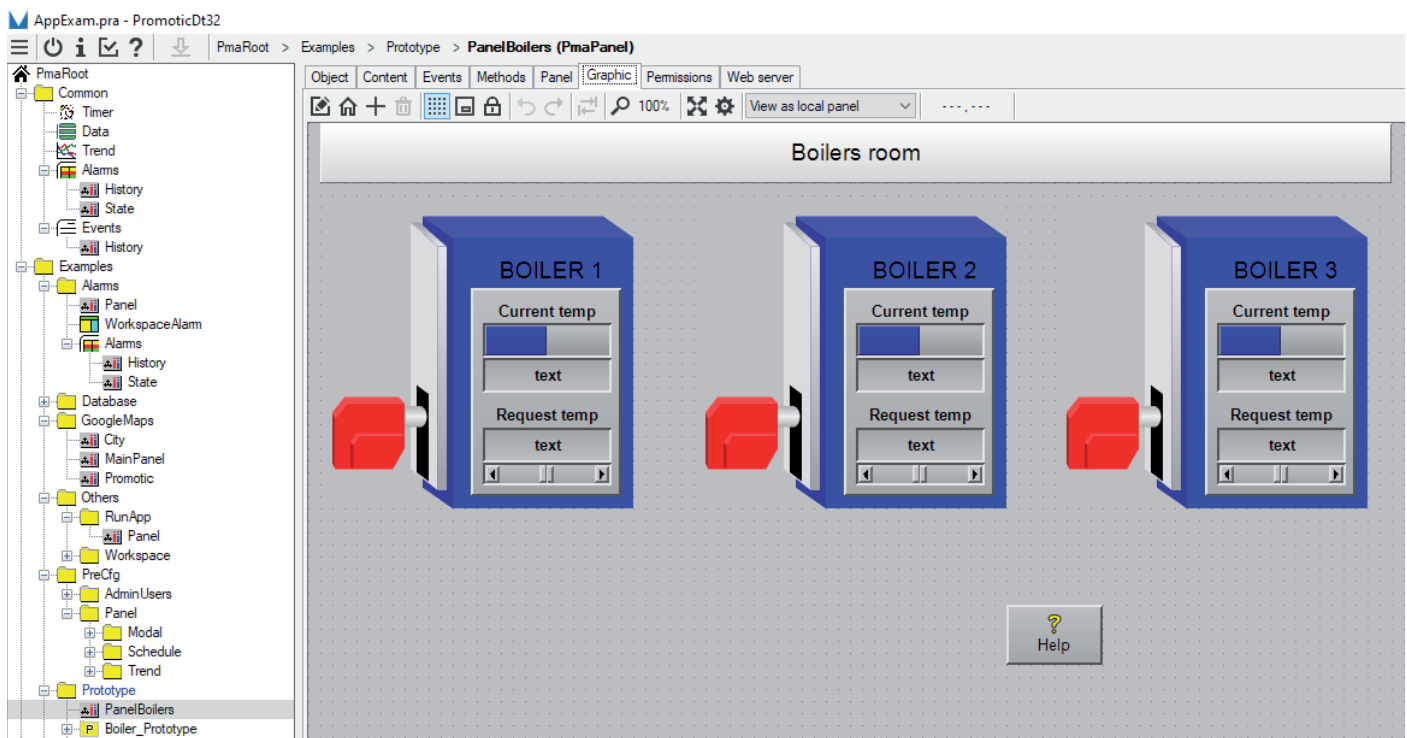 AppExam.pra - PromoticDt32
PmaRoot > Examples > Prototype > PanelBoilers (PmaPanel)
PmaRoot
Common
Timer
Data
Trend
Alarms
History
State
Events
History
Examples
Alarms
Panel
WorkspaceAlarm
Alarms
History
State
Database
GoogleMaps
City
MainPanel
Promotic
Others
RunApp
Panel
Workspace
PreCfg
AdminUsers
Panel
Modal
Schedule
Trend
Prototype
PanelBoilers
P Boiler_Prototype
Object Content Events Methods Panel Graphic Permissions Web server
100% View as local panel ---,---
Boilers room
BOILER 1
Current temp
text
Request temp
text
BOILER 2
Current temp
text
Request temp
text
BOILER 3
Current temp
text
Request temp
text
?
Help